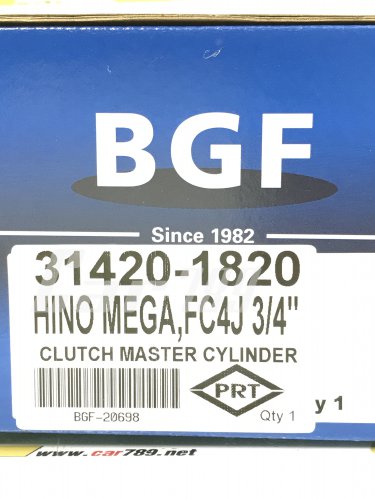 BGF
Since 1982
31420-1820
HINO MEGA,FC4J 3/4"
CLUTCH MASTER CYLINDER
PRT
BGF-20698
Qty 1
y 1
www.car789.net